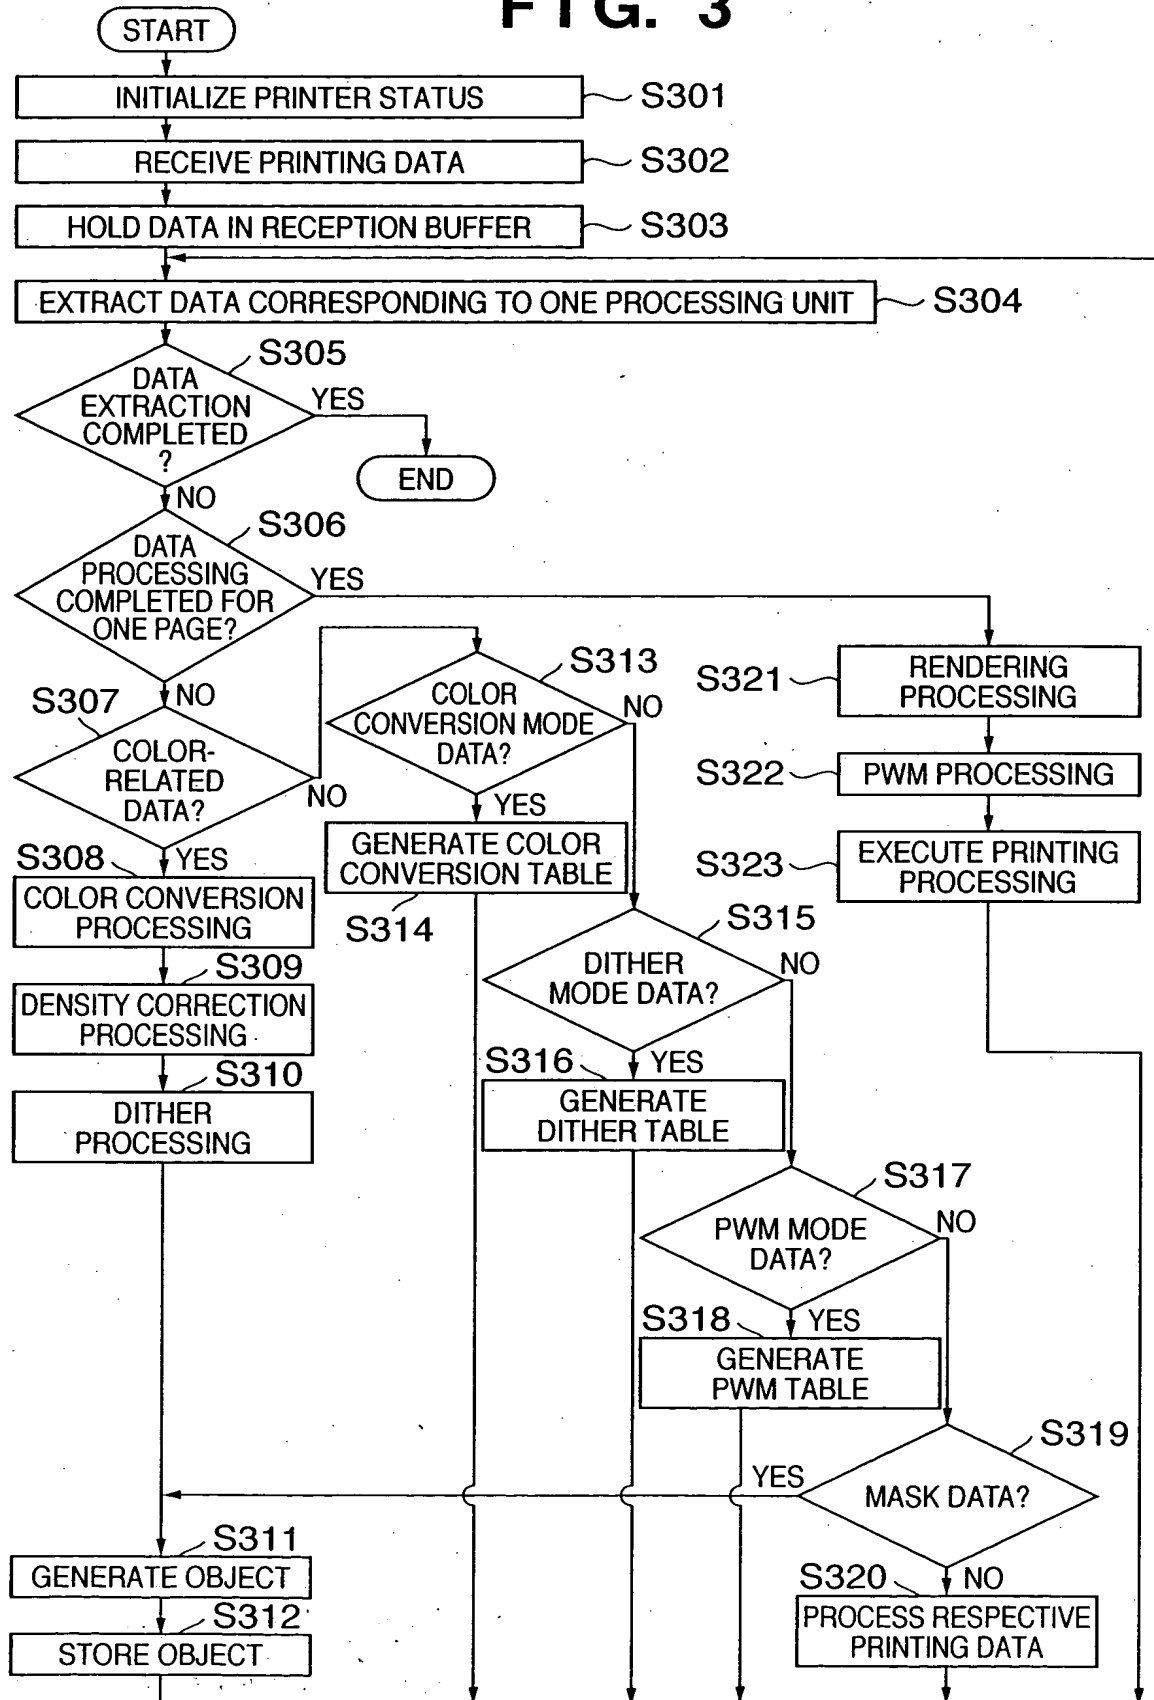 FIG. 3
START
INITIALIZE PRINTER STATUS
S301
RECEIVE PRINTING DATA
S302
HOLD DATA IN RECEPTION BUFFER
S303
EXTRACT DATA CORRESPONDING TO ONE PROCESSING UNIT
S304
S305
DATA
EXTRACTION
COMPLETED
?
YES
END
NO
S306
DATA
PROCESSING
COMPLETED FOR
ONE PAGE?
YES
NO
S307
COLOR-
RELATED
DATA?
NO
YES
S308
COLOR CONVERSION
PROCESSING
S309
DENSITY CORRECTION
PROCESSING
S310
DITHER
PROCESSING
S311
GENERATE OBJECT
S312
STORE OBJECT
S313
COLOR
CONVERSION MODE
DATA?
NO
YES
GENERATE COLOR
CONVERSION TABLE
S314
S315
DITHER
MODE DATA?
NO
YES
S316
GENERATE
DITHER TABLE
S317
PWM MODE
DATA?
NO
YES
S318
GENERATE
PWM TABLE
S319
MASK DATA?
YES
NO
S320
PROCESS RESPECTIVE
PRINTING DATA
S321
RENDERING
PROCESSING
S322
PWM PROCESSING
S323
EXECUTE PRINTING
PROCESSING